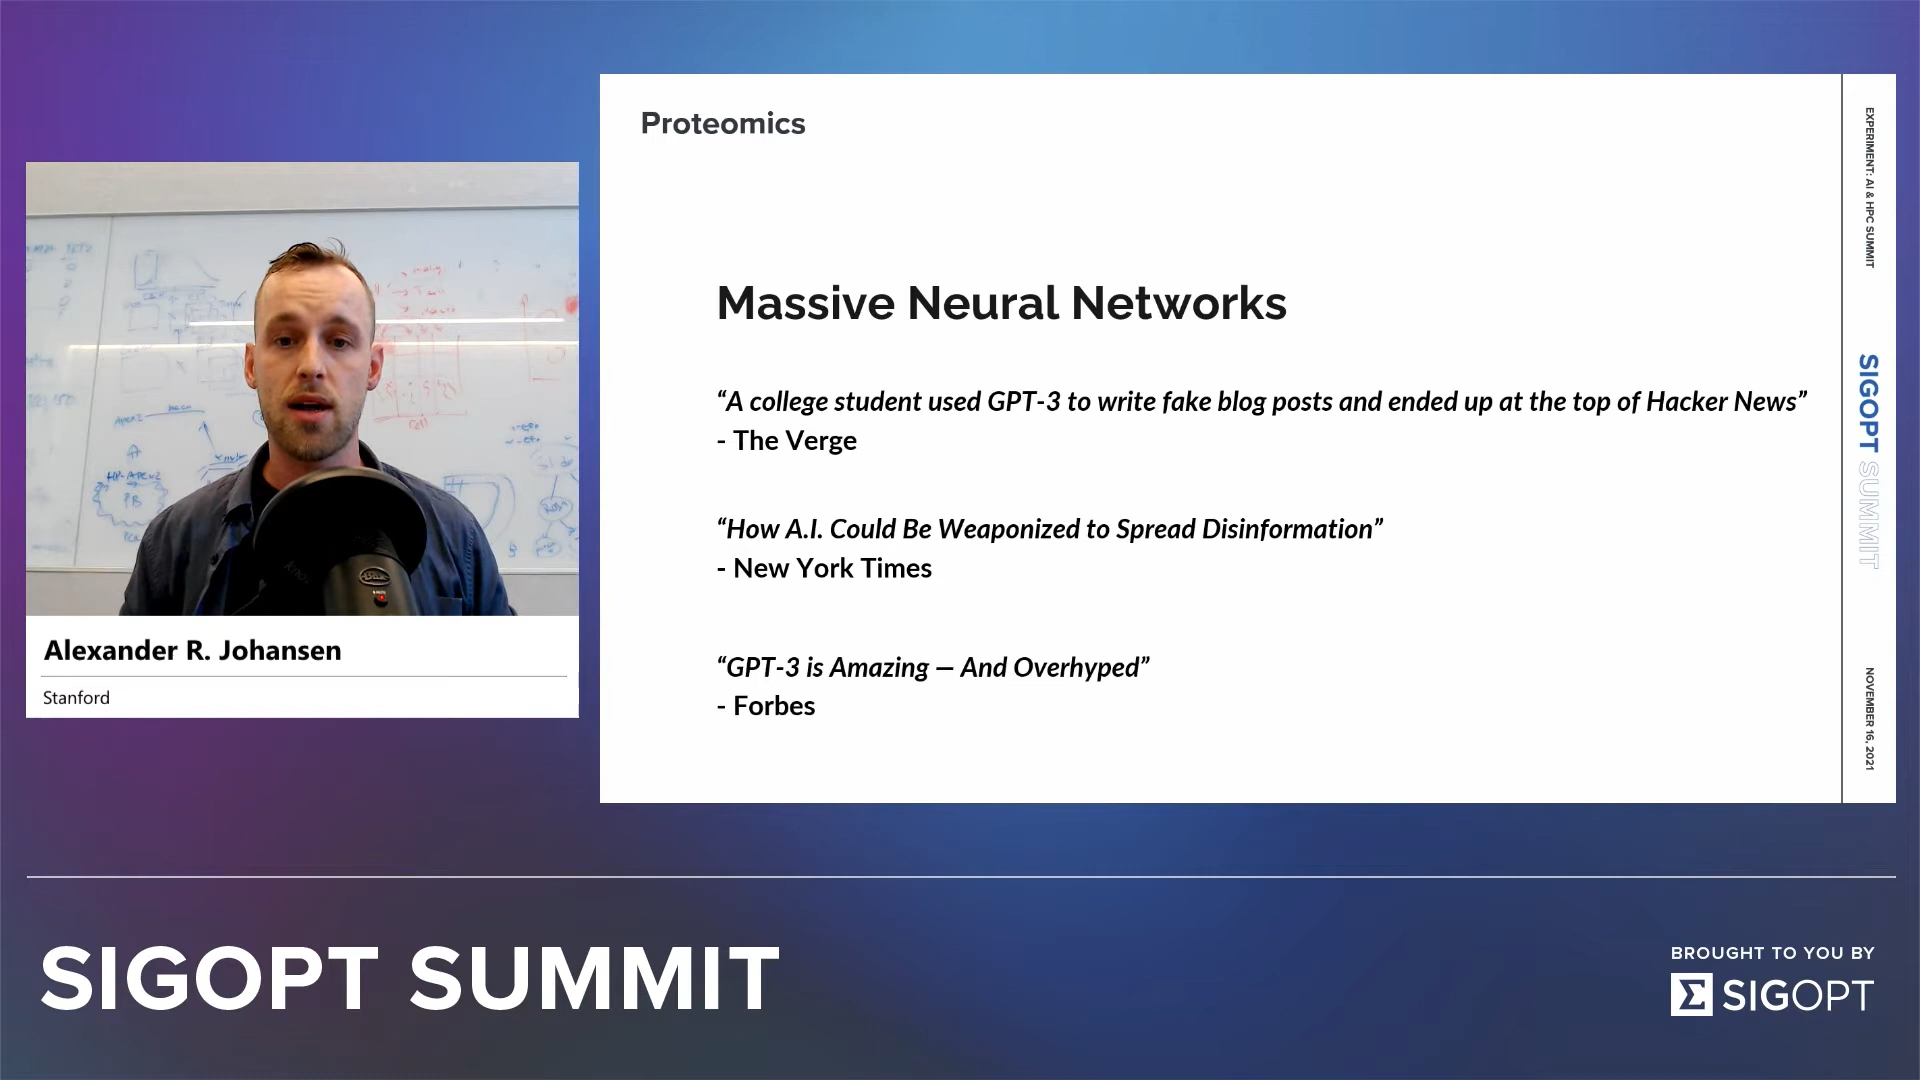 Proteomics
Massive Neural Networks
“A college student used GPT-3 to write fake blog posts and ended up at the top of Hacker News”
- The Verge
“How A.I. Could Be Weaponized to Spread Disinformation”
- New York Times
“GPT-3 is Amazing — And Overhyped”
- Forbes
EXPERIMENT: AI & HPC SUMMIT
SIGOPT SUMMIT
NOVEMBER 16, 2021
Alexander R. Johansen
Stanford
SIGOPT SUMMIT
BROUGHT TO YOU BY
SIGOPT